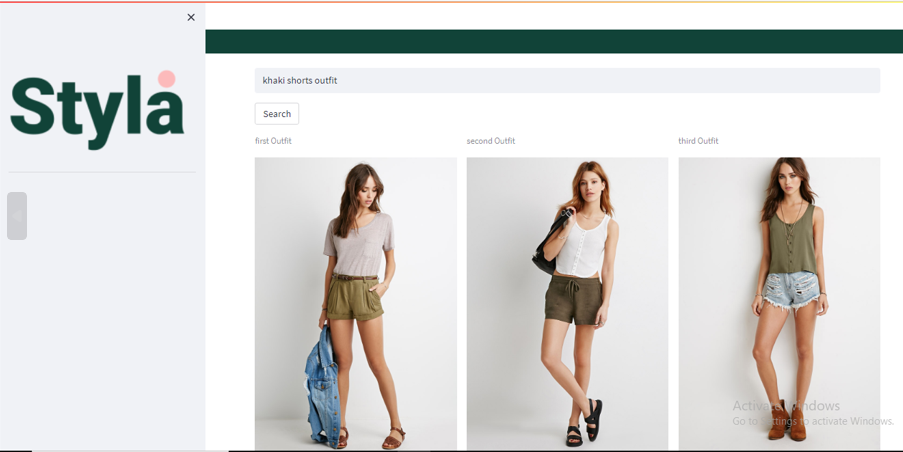 Styla
khaki shorts outfit
Search
first Outfit
second Outfit
third Outfit
Activate Windows
Go to Settings to activate Windows.